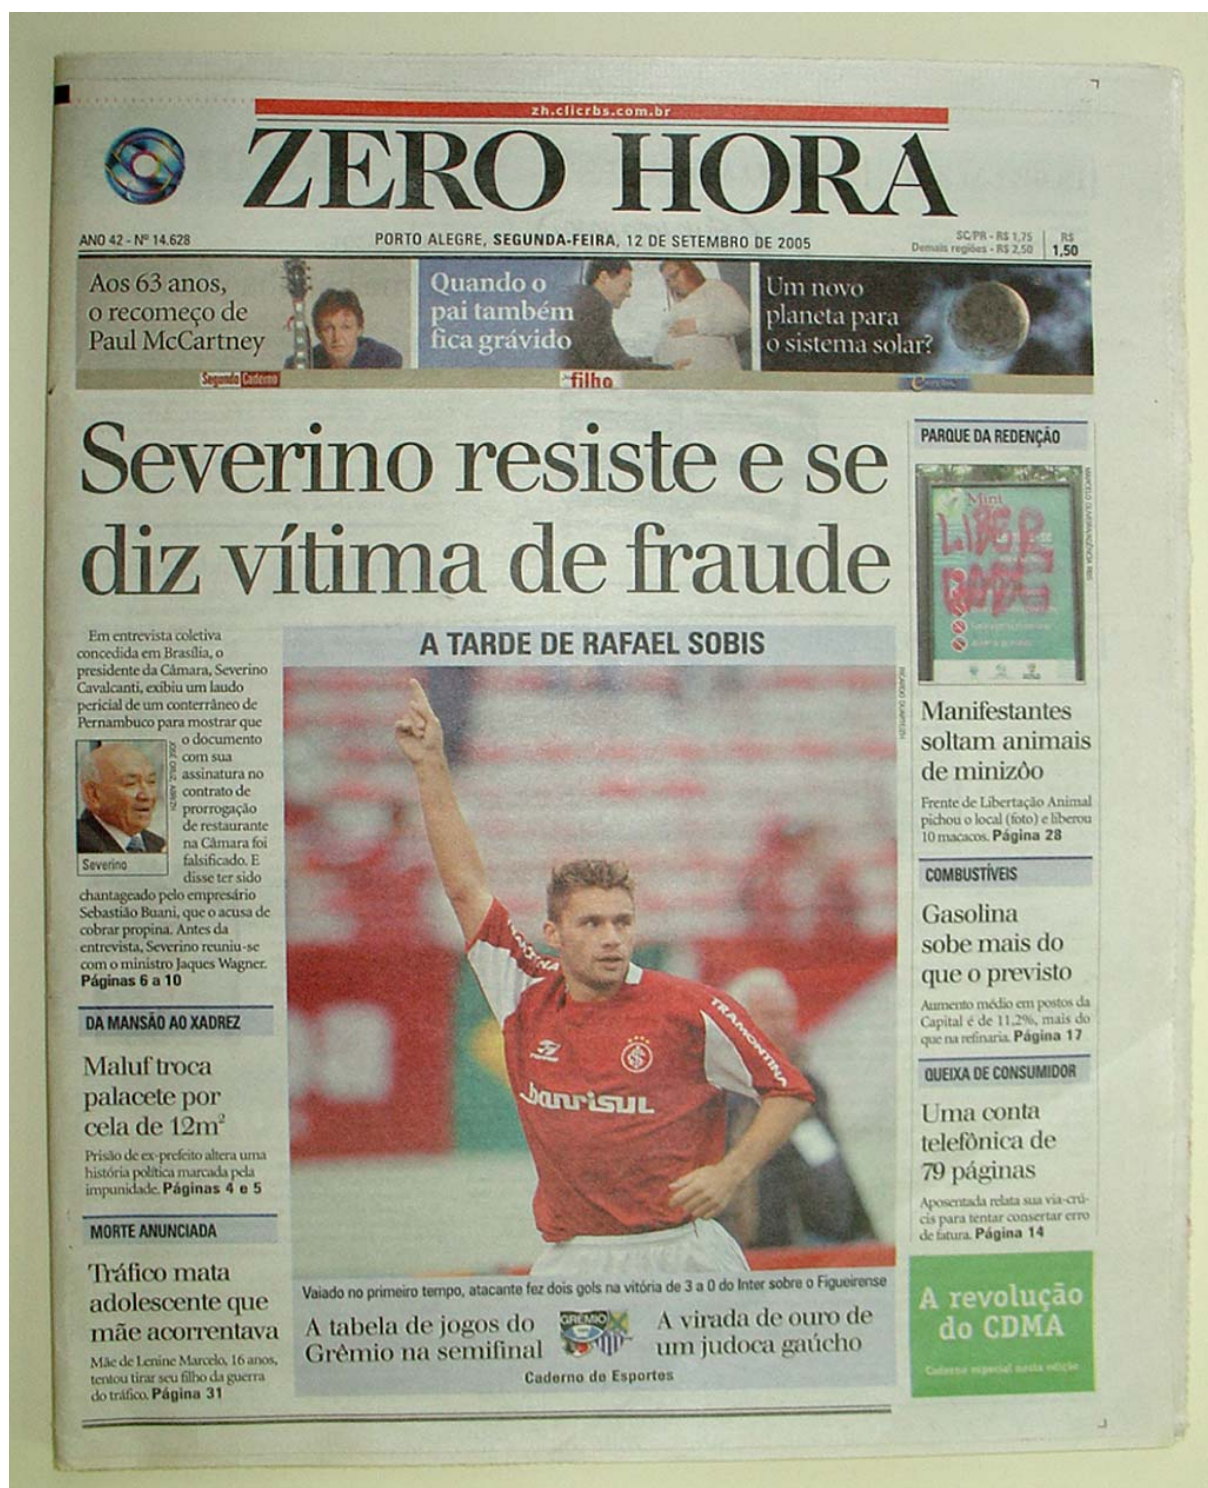 zh.clicrbs.com.br
ZERO HORA
ANO 42 - Nº 14.628
PORTO ALEGRE, SEGUNDA-FEIRA, 12 DE SETEMBRO DE 2005
SC/PR - R$ 1,75
Demais regiões - R$ 2,50
R$
1,50
Aos 63 anos,
o recomeço de
Paul McCartney
Segundo Caderno
Quando o
pai também
fica grávido
filho
Um novo
planeta para
o sistema solar?
Severino resiste e se
diz vítima de fraude
Em entrevista coletiva
concedida em Brasília, o
presidente da Câmara, Severino
Cavalcanti, exibiu um laudo
pericial de um conterrâneo de
Pernambuco para mostrar que
o documento
com sua
assinatura no
contrato de
prorrogação
de restaurante
na Câmara foi
falsificado. E
disse ter sido
chantageado pelo empresário
Sebastião Buani, que o acusa de
cobrar propina. Antes da
entrevista, Severino reuniu-se
com o ministro Jaques Wagner.
Páginas 6 a 10
Severino
DA MANSÃO AO XADREZ
Maluf troca
palacete por
cela de 12m²
Prisão de ex-prefeito altera uma
história política marcada pela
impunidade. Páginas 4 e 5
MORTE ANUNCIADA
Tráfico mata
adolescente que
mãe acorrentava
Mãe de Lenine Marcelo, 16 anos,
tentou tirar seu filho da guerra
do tráfico. Página 31
A TARDE DE RAFAEL SOBIS
RICARDO DUARTE/ZH
TRAMONTINA
TRAMONTINA
banrisul
Vaiado no primeiro tempo, atacante fez dois gols na vitória de 3 a 0 do Inter sobre o Figueirense
A tabela de jogos do
Grêmio na semifinal
GRÊMIO
A virada de ouro de
um judoca gaúcho
Caderno de Esportes
PARQUE DA REDENÇÃO
Mini
LIBER
DADE
Manifestantes
soltam animais
de minizôo
Frente de Libertação Animal
pichou o local (foto) e liberou
10 macacos. Página 28
COMBUSTÍVEIS
Gasolina
sobe mais do
que o previsto
Aumento médio em postos da
Capital é de 11,2%, mais do
que na refinaria. Página 17
QUEIXA DE CONSUMIDOR
Uma conta
telefônica de
79 páginas
Aposentada relata sua via-crú-
cis para tentar consertar erro
de fatura. Página 14
A revolução
do CDMA
Caderno especial nesta edição